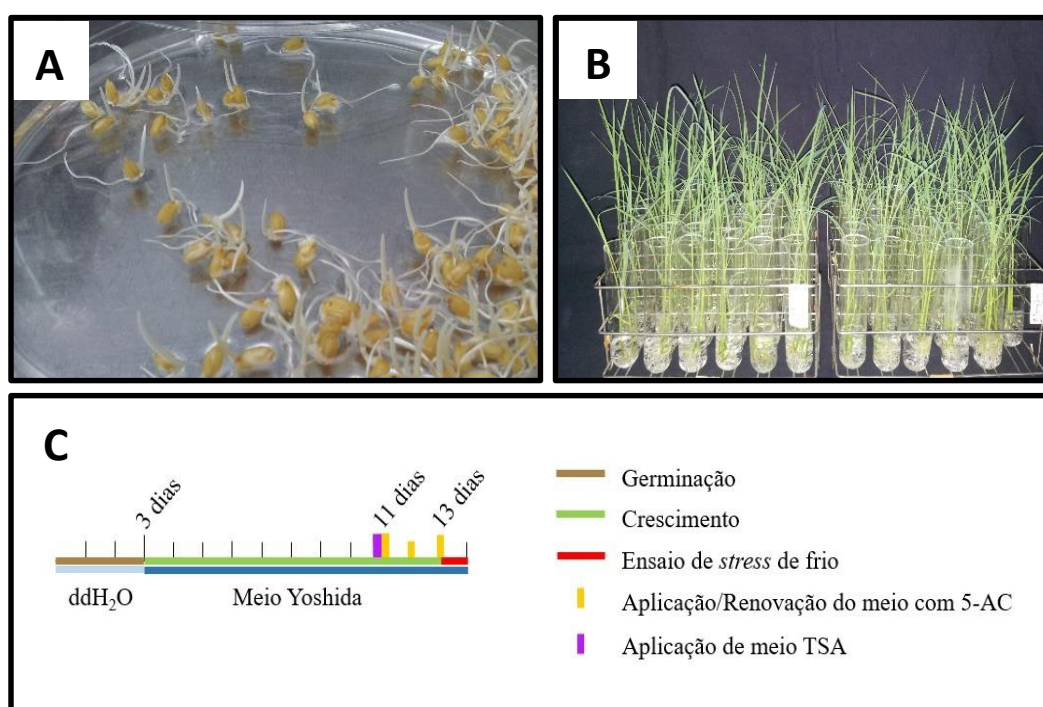 A
B
C
3 dias
11 dias
13 dias
ddH₂O
Meio Yoshida
Germinação
Crescimento
Ensaio de stress de frio
Aplicação/Renovação do meio com 5-AC
Aplicação de meio TSA